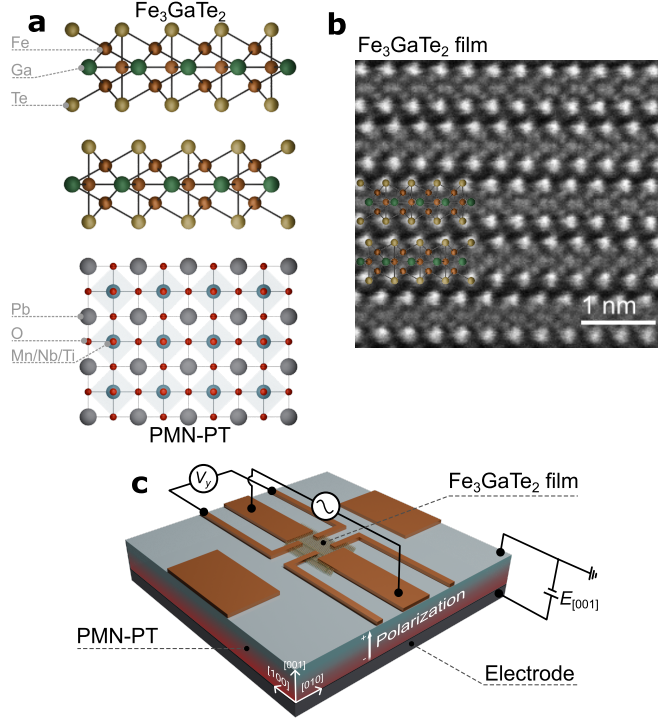 a
Fe₃GaTe₂
Fe
Ga
Te
Pb
O
Mn/Nb/Ti
PMN-PT
b
Fe₃GaTe₂ film
1 nm
c
Vy
Fe₃GaTe₂ film
E[001]
Polarization
+
-
PMN-PT
[001]
[100]
[010]
Electrode